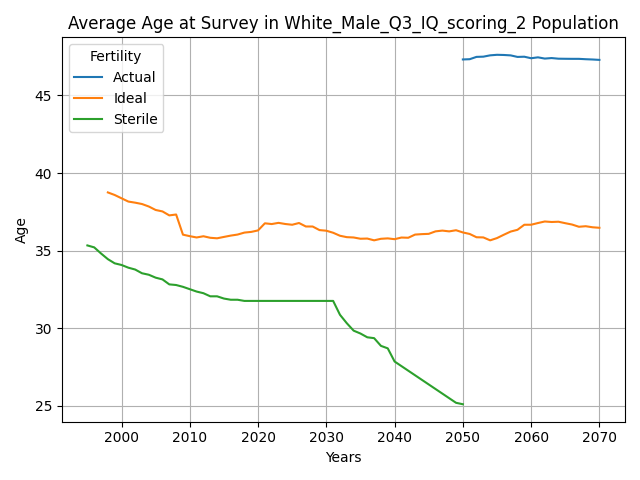 Average Age at Survey in White_Male_Q3_IQ_scoring_2 Population
Fertility
Actual
Ideal
Sterile
Age
45
40
35
30
25
2000 2010 2020 2030 2040 2050 2060 2070
Years